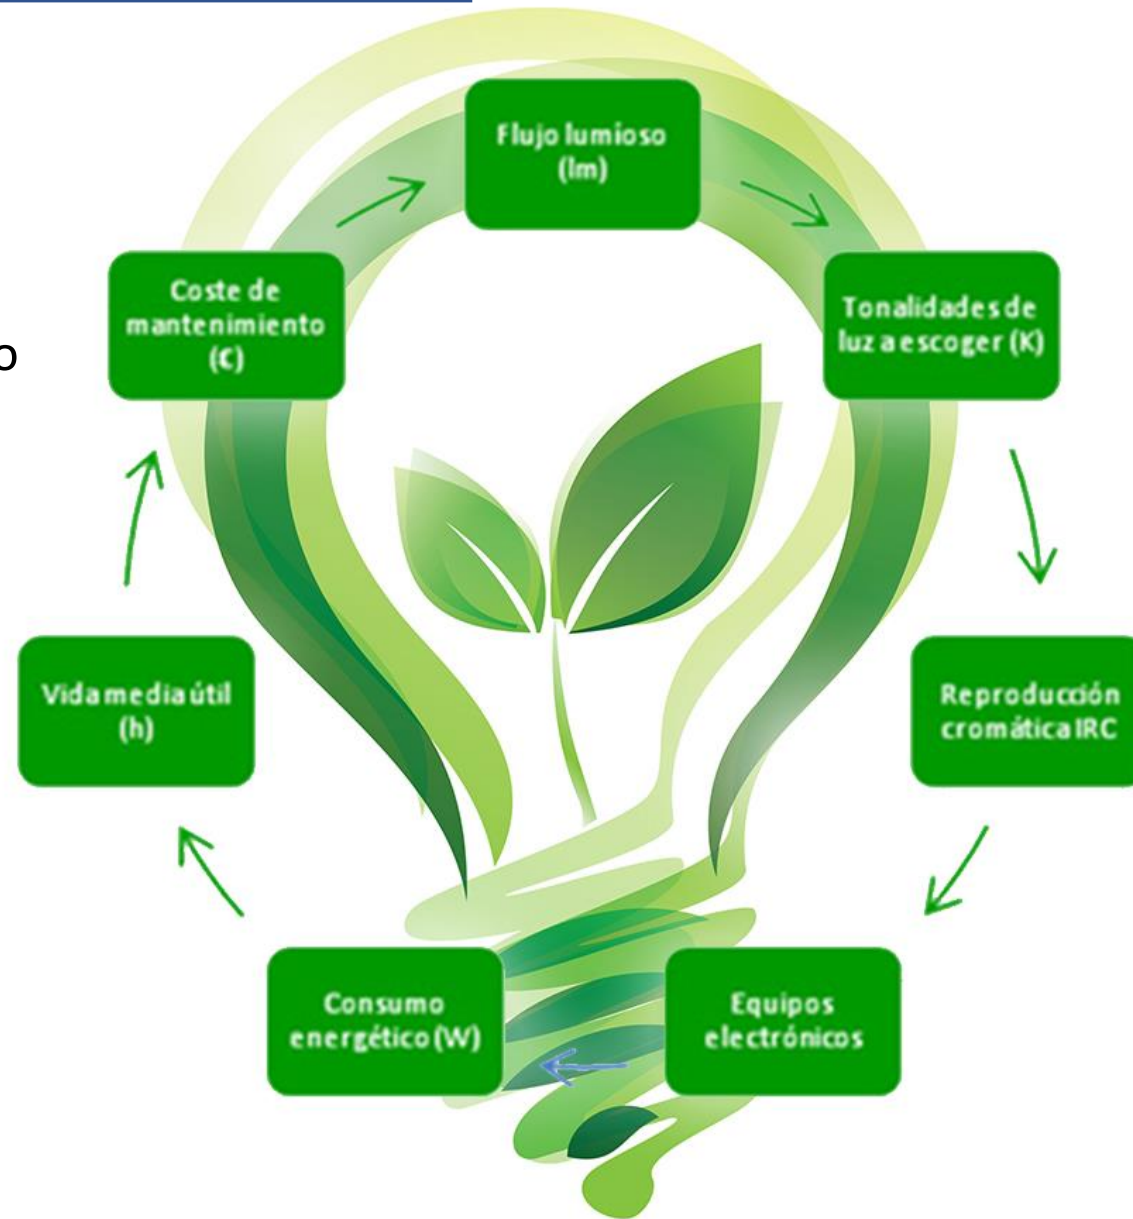 Flujo lumíoso
(lm)
Tonalidades de
luz a escoger (K)
Reproducción
cromática IRC
Equipos
electrónicos
Consumo
energético (W)
Vida media útil
(h)
Coste de
mantenimiento
(€)
o